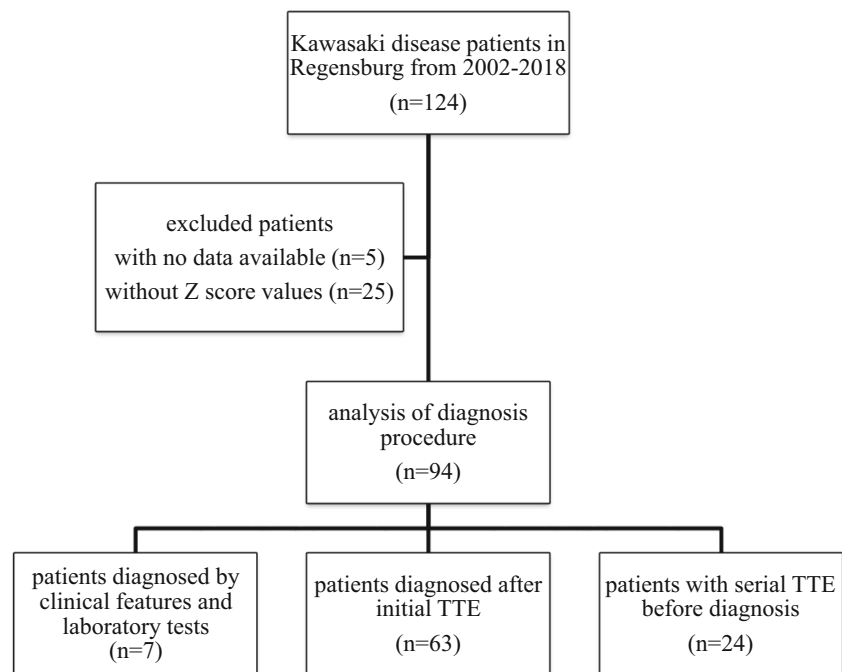 Kawasaki disease patients in
Regensburg from 2002-2018
(n=124)
excluded patients
with no data available (n=5)
without Z score values (n=25)
analysis of diagnosis
procedure
(n=94)
patients diagnosed by
clinical features and
laboratory tests
(n=7)
patients diagnosed after
initial TTE
(n=63)
patients with serial TTE
before diagnosis
(n=24)